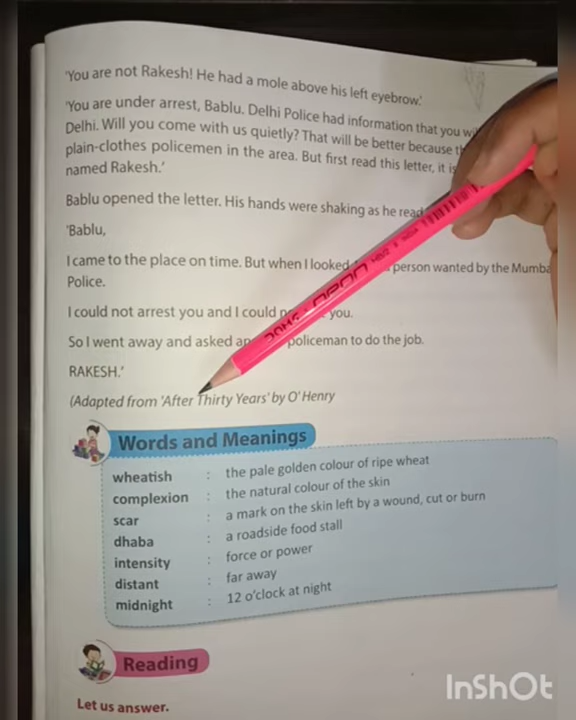 'You are not Rakesh! He had a mole above his left eyebrow.'
'You are under arrest, Bablu. Delhi Police had information that you
Delhi. Will you come with us quietly? That will be better because
plain-clothes policemen in the area. But first read this letter, it is
named Rakesh.'
Bablu opened the letter. His hands were shaking as he read
'Bablu,
I came to the place on time. But when I looked person wanted by the Mumba
Police.
I could not arrest you and I could you.
So I went away and asked policeman to do the job.
RAKESH.'
(Adapted from 'After Thirty Years' by O' Henry
Words and Meanings
wheatish : the pale golden colour of ripe wheat
complexion : the natural colour of the skin
scar : a mark on the skin left by a wound, cut or burn
dhaba : a roadside food stall
intensity : force or power
distant : far away
midnight : 12 o'clock at night
Reading
Let us answer.
DOMS
InShOt